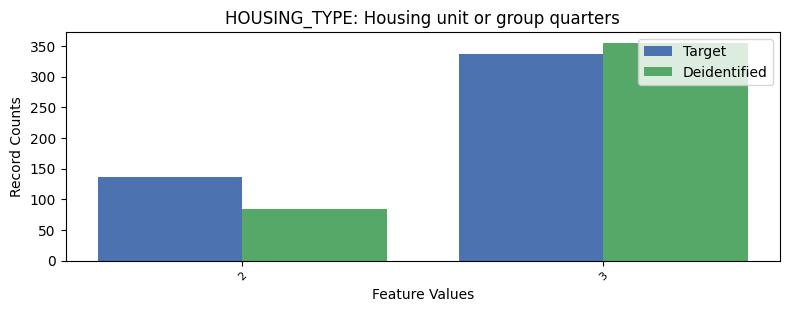 HOUSING_TYPE: Housing unit or group quarters
Target
Deidentified
Record Counts
350
300
250
200
150
100
50
0
2
3
Feature Values